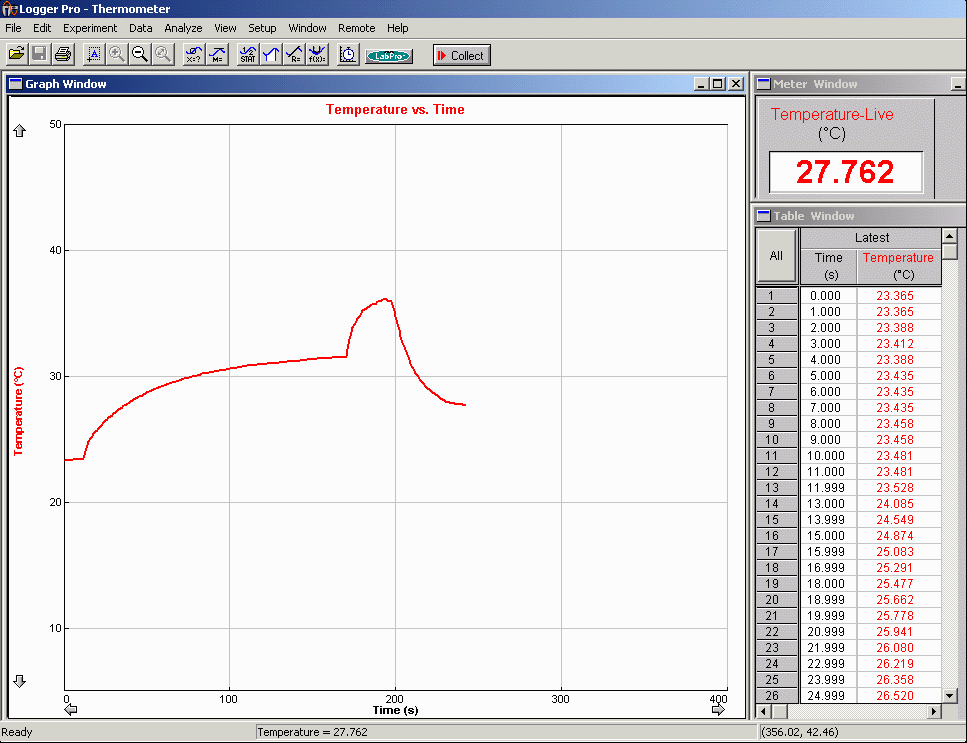 Logger Pro - Thermometer
File Edit Experiment Data Analyze View Setup Window Remote Help
A X=? M= STAT R= f(x)= LabPro Collect
Graph Window
Temperature vs. Time
50
40
30
20
10
Temperature (°C)
0 100 200 300 400
Time (s)
Meter Window
Temperature-Live
(°C)
27.762
Table Window
All
Latest
Time Temperature
(s) (°C)
1 0.000 23.365
2 1.000 23.365
3 2.000 23.388
4 3.000 23.412
5 4.000 23.388
6 5.000 23.435
7 6.000 23.435
8 7.000 23.435
9 8.000 23.458
10 9.000 23.458
11 10.000 23.481
12 11.000 23.481
13 11.999 23.528
14 13.000 24.085
15 13.999 24.549
16 15.000 24.874
17 15.999 25.083
18 16.999 25.291
19 18.000 25.477
20 18.999 25.662
21 19.999 25.778
22 20.999 25.941
23 21.999 26.080
24 22.999 26.219
25 23.999 26.358
26 24.999 26.520
Ready
Temperature = 27.762
(356.02, 42.46)